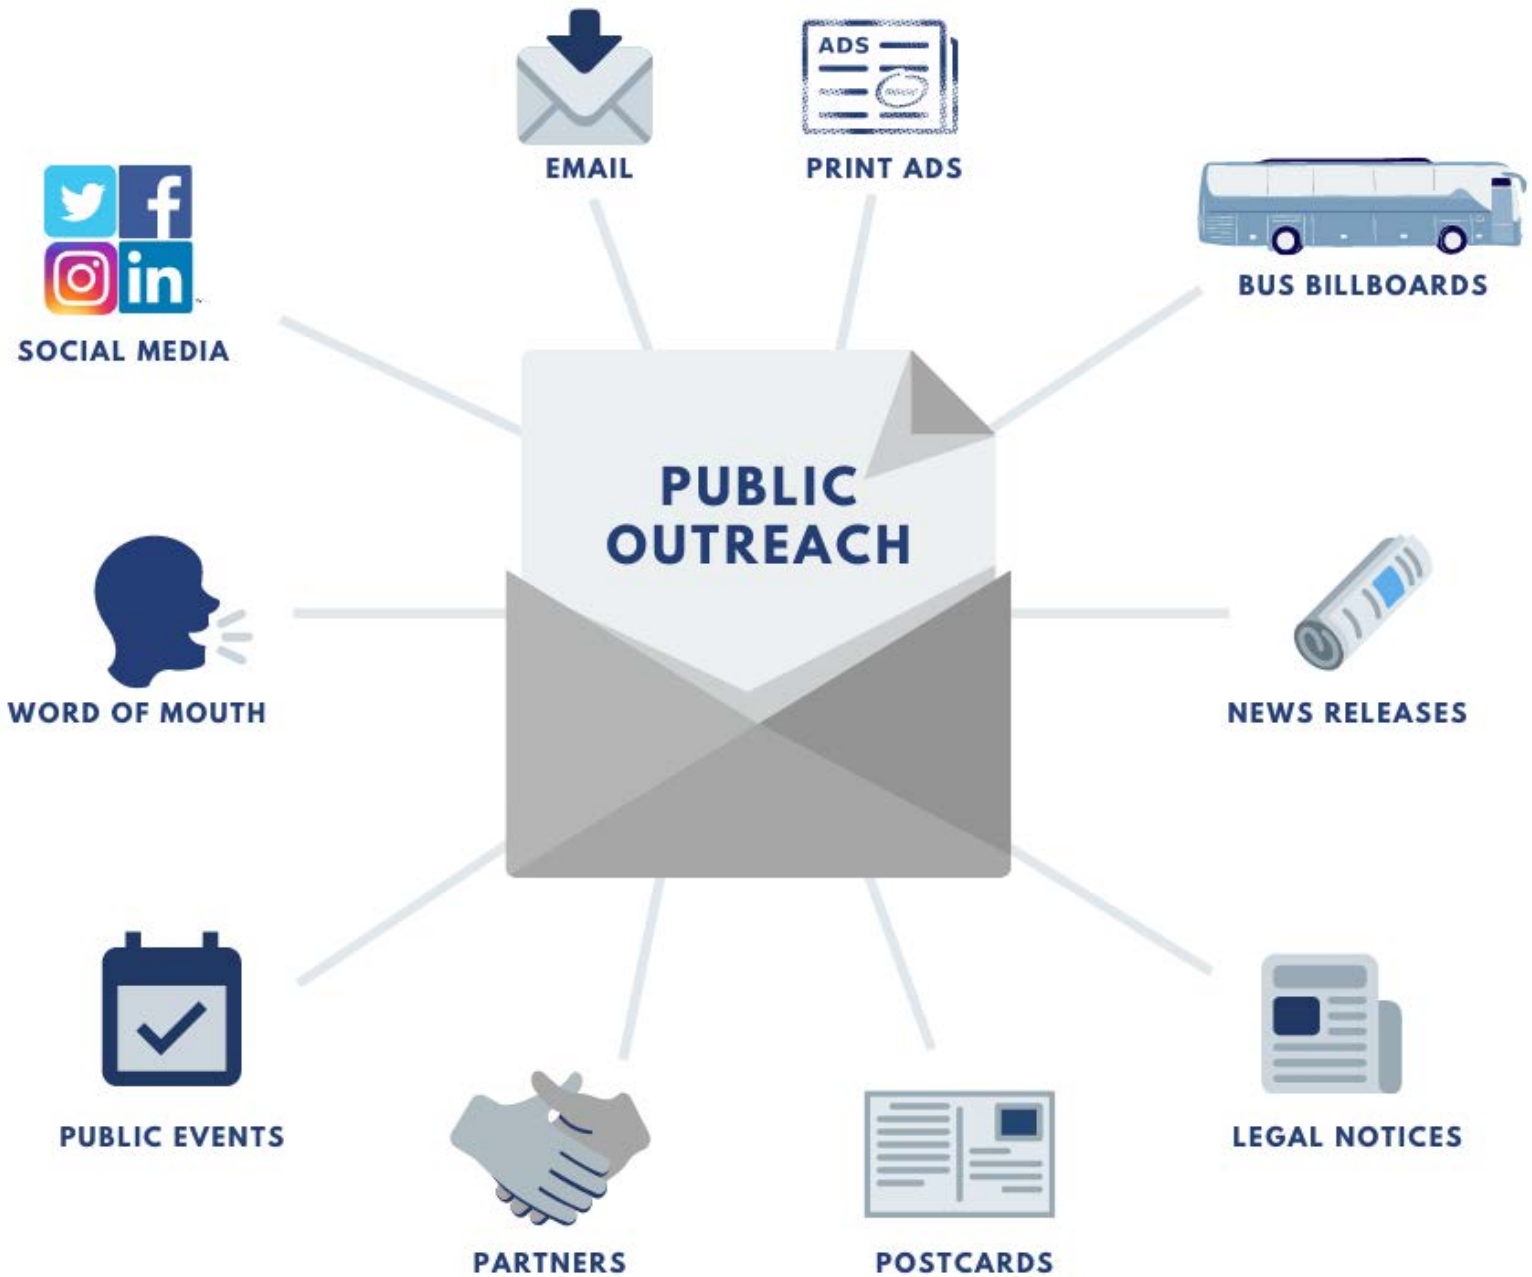 EMAIL
ADS
PRINT ADS
BUS BILLBOARDS
f
in
SOCIAL MEDIA
PUBLIC
OUTREACH
WORD OF MOUTH
NEWS RELEASES
PUBLIC EVENTS
LEGAL NOTICES
PARTNERS
POSTCARDS